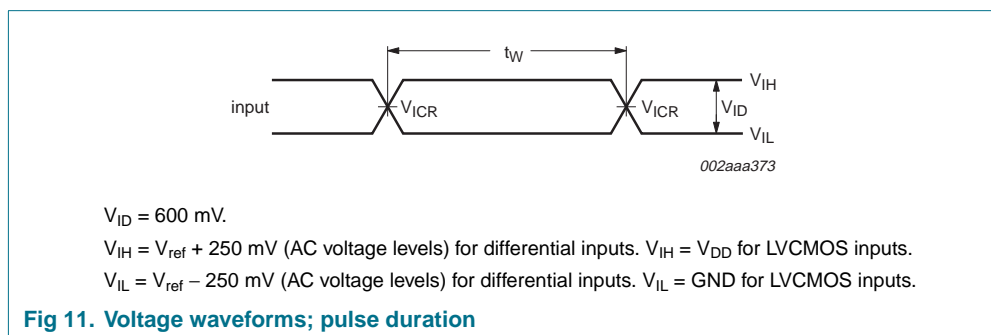 tW
input
VICR
VICR
VIH
VID
VIL
002aaa373
VID = 600 mV.
VIH = Vref + 250 mV (AC voltage levels) for differential inputs. VIH = VDD for LVCMOS inputs.
VIL = Vref − 250 mV (AC voltage levels) for differential inputs. VIL = GND for LVCMOS inputs.
Fig 11. Voltage waveforms; pulse duration